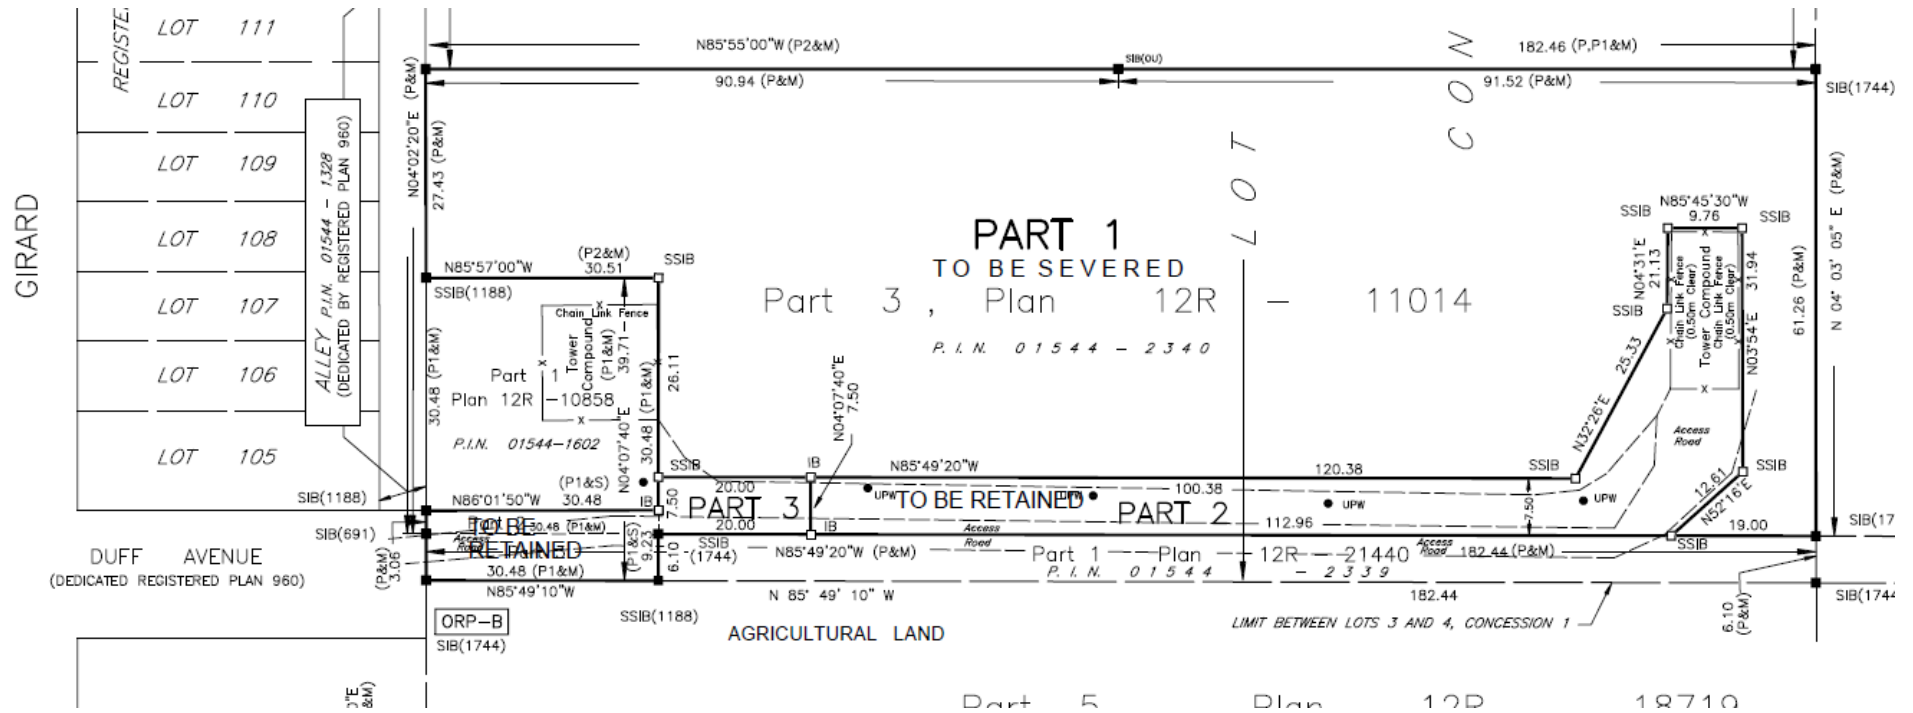 GIRARD
REGISTE
LOT 111
LOT 110
LOT 109
LOT 108
LOT 107
LOT 106
LOT 105
ALLEY P.I.N. 01544 - 1328
(DEDICATED BY REGISTERED PLAN 960)
DUFF AVENUE
(DEDICATED REGISTERED PLAN 960)
N85°55'00"W (P2&M)
182.46 (P,P1&M)
SIB(OU)
90.94 (P&M)
91.52 (P&M)
SIB(1744)
N04°02'20"E (P&M)
27.43 (P&M)
LOT
CON
PART 1
TO BE SEVERED
Part 3 , Plan 12R - 11014
P. I. N. 01544 - 2340
N85°57'00"W
(P2&M)
30.51
SSIB
SSIB(1188)
Chain Link Fence
Tower
Compound
(P1&M)
39.71
Part 1
Plan 12R -10858
P.I.N. 01544-1602
30.48 (P1&M)
N04°07'40"E
30.48 (P1&M)
26.11
N04°07'40"E
7.50
SSIB
N85°45'30"W
9.76
SSIB
N04°31'E
21.13
Chain Link Fence
(0.50m Clear)
Tower Compound
Chain Link Fence
(0.50m Clear)
N03°54'E 31.94
61.26 (P&M)
N 04° 03' 05" E (P&M)
SSIB
25.33
N32°26'E
Access
Road
SSIB
IB
N85°49'20"W
120.38
SSIB
SSIB
12.61
N52°16'E
SIB(1188)
(P1&S)
N86°01'50"W 30.48
IB
7.50
20.00
PART 3
UPW
TO BE RETAINED
UPW
100.38
PART 2
UPW
7.50
UPW
19.00
SIB(17
SIB(691)
TO BE
RETAINED
Part 2
30.48 (P1&M)
Access
Road
20.00
IB
SSIB
(1744)
Access
Road
112.96
SSIB
(P&M)
3.06
(P1&S)
9.23
6.10
N85°49'20"W (P&M)
Part 1 Plan 12R - 21440
P. I. N. 01544 - 2339
Access
Road
182.44 (P&M)
30.48 (P1&M)
N85°49'10"W
N 85° 49' 10" W
182.44
6.10
(P&M)
SIB(1744
ORP-B
SIB(1744)
SSIB(1188)
LIMIT BETWEEN LOTS 3 AND 4, CONCESSION 1
AGRICULTURAL LAND
Part 5 Plan 12R 18719